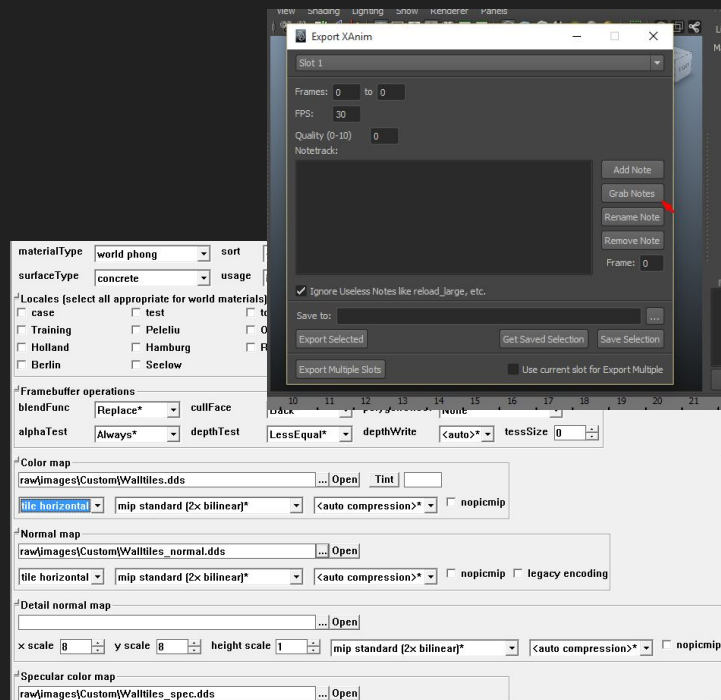 View Shading Lighting Show Renderer Panels
Export XAnim
Slot 1
Frames: 0 to 0
FPS: 30
Quality (0-10) 0
Notetrack:
Add Note
Grab Notes
Rename Note
Remove Note
Frame: 0
Ignore Useless Notes like reload_large, etc.
Save to: ...
Export Selected Get Saved Selection Save Selection
Export Multiple Slots Use current slot for Export Multiple
10 11 12 13 14 15 16 17 18 19 20 21
materialType world phong sort
surfaceType concrete usage
Locales (select all appropriate for world materials)
case test
Training Peleliu
Holland Hamburg R
Berlin Seelow
Framebuffer operations
blendFunc Replace* cullFace Back None
alphaTest Always* depthTest LessEqual* depthWrite <auto>* tessSize 0
Color map
raw\images\Custom\Walltiles.dds ... Open Tint
tile horizontal mip standard (2x bilinear)* <auto compression>* nopicmip
Normal map
raw\images\Custom\Walltiles_normal.dds ... Open
tile horizontal mip standard (2x bilinear)* <auto compression>* nopicmip legacy encoding
Detail normal map
... Open
x scale 8 y scale 8 height scale 1 mip standard (2x bilinear)* <auto compression>* nopicmip
Specular color map
raw\images\Custom\Walltiles_spec.dds ... Open